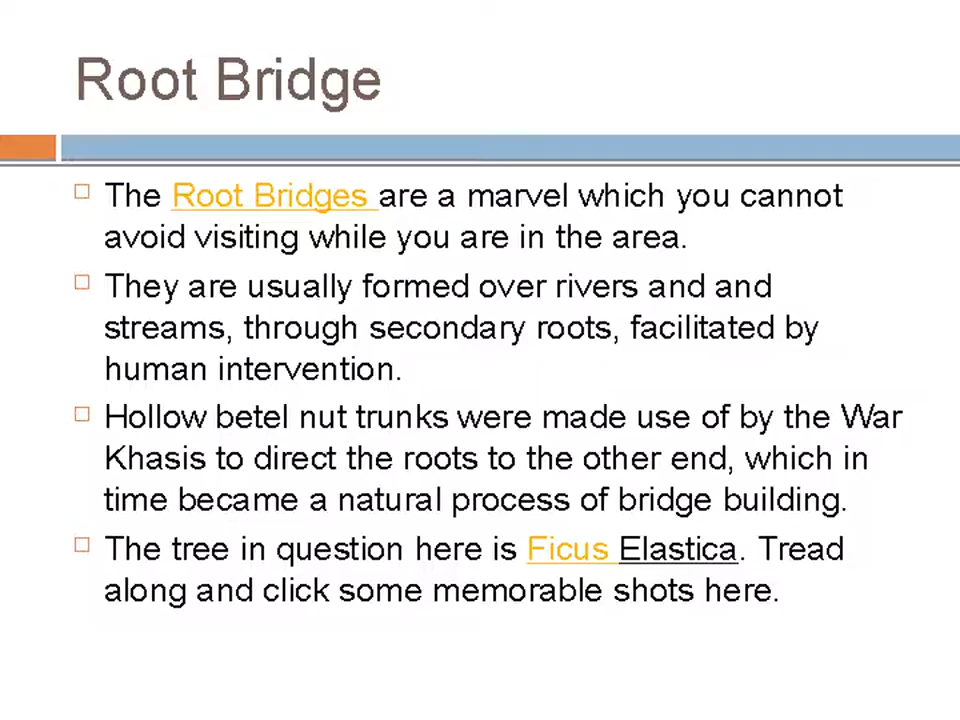 Root Bridge
The Root Bridges are a marvel which you cannot
avoid visiting while you are in the area.
They are usually formed over rivers and and
streams, through secondary roots, facilitated by
human intervention.
Hollow betel nut trunks were made use of by the War
Khasis to direct the roots to the other end, which in
time became a natural process of bridge building.
The tree in question here is Ficus Elastica. Tread
along and click some memorable shots here.